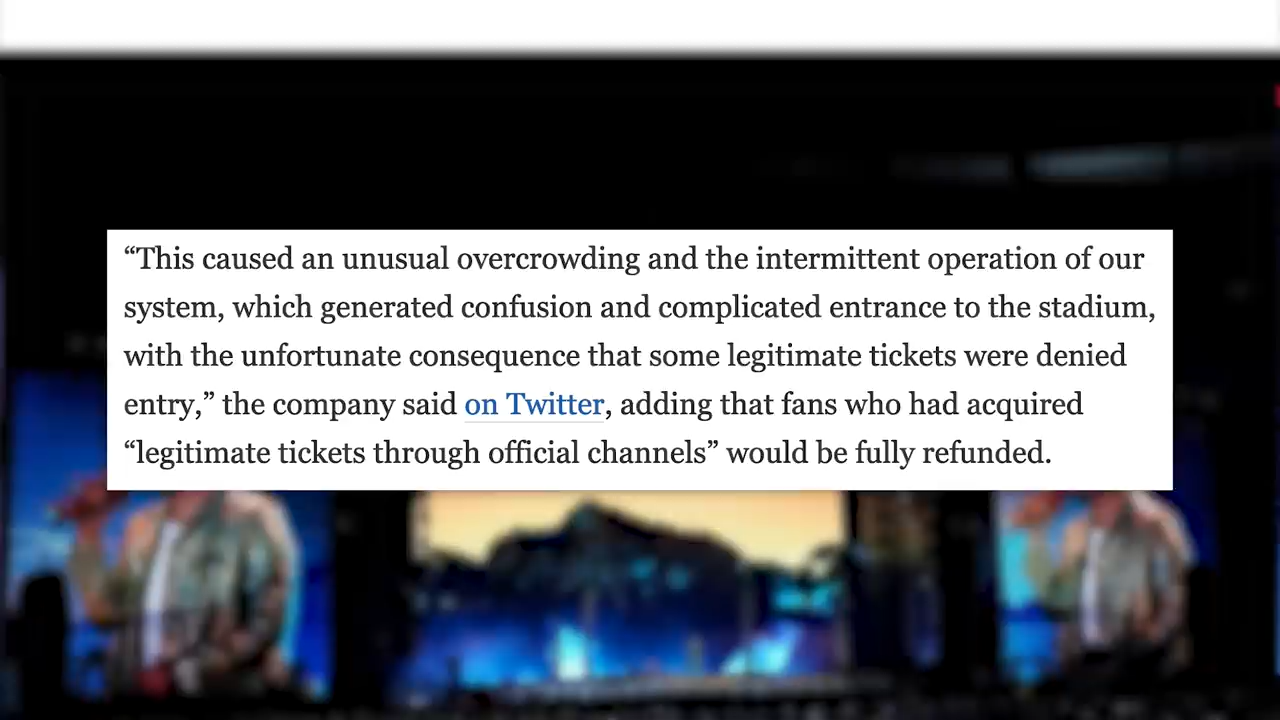 “This caused an unusual overcrowding and the intermittent operation of our
system, which generated confusion and complicated entrance to the stadium,
with the unfortunate consequence that some legitimate tickets were denied
entry,” the company said on Twitter, adding that fans who had acquired
“legitimate tickets through official channels” would be fully refunded.